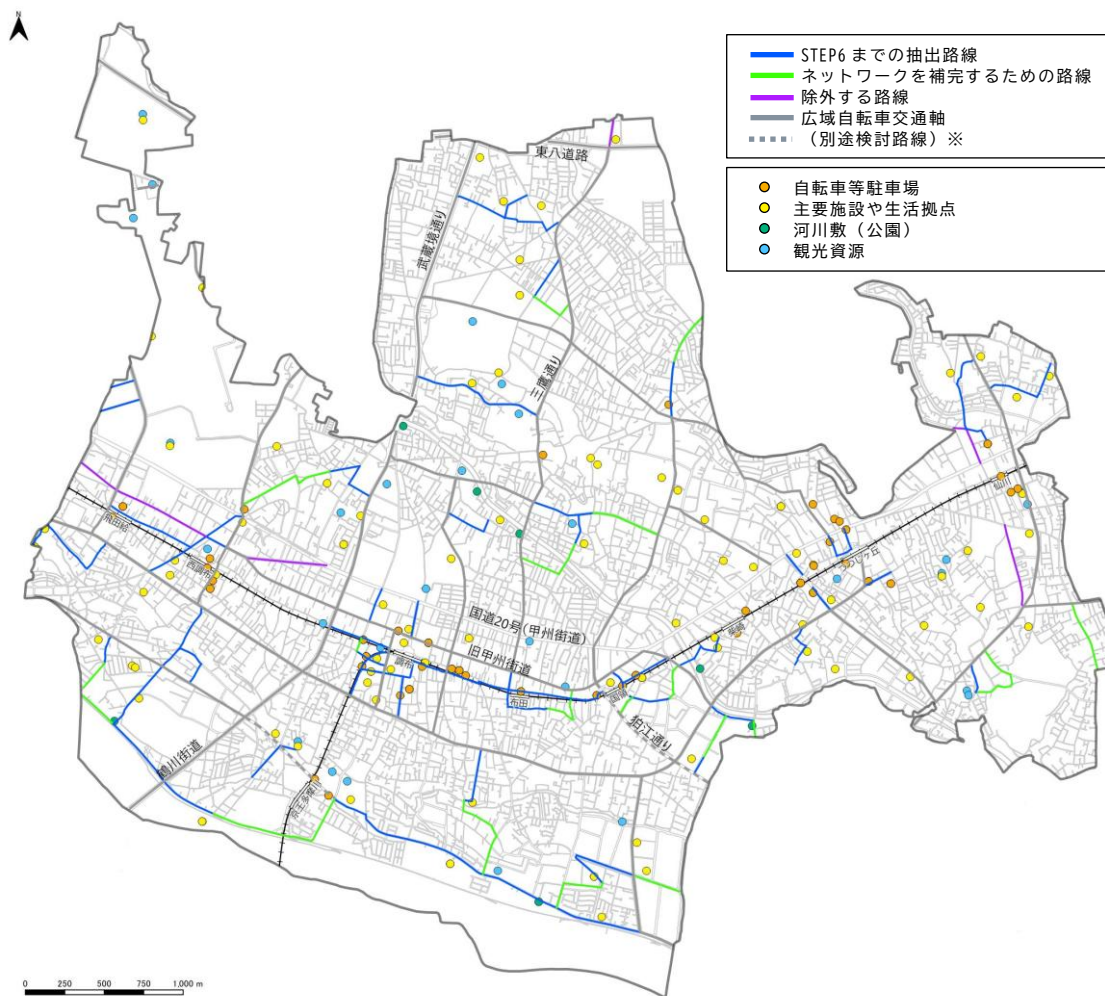 N
STEP6 までの抽出路線
ネットワークを補完するための路線
除外する路線
広域自転車交通軸
(別途検討路線)※
自転車等駐車場
主要施設や生活拠点
河川敷(公園)
観光資源
東八道路
武蔵境通り
三鷹通り
仙川
つつじヶ丘
柴崎
国領
布田
調布
西調布
飛田給
国道20号(甲州街道)
旧甲州街道
狛江通り
鶴川街道
京王多摩川
0 250 500 750 1,000 m